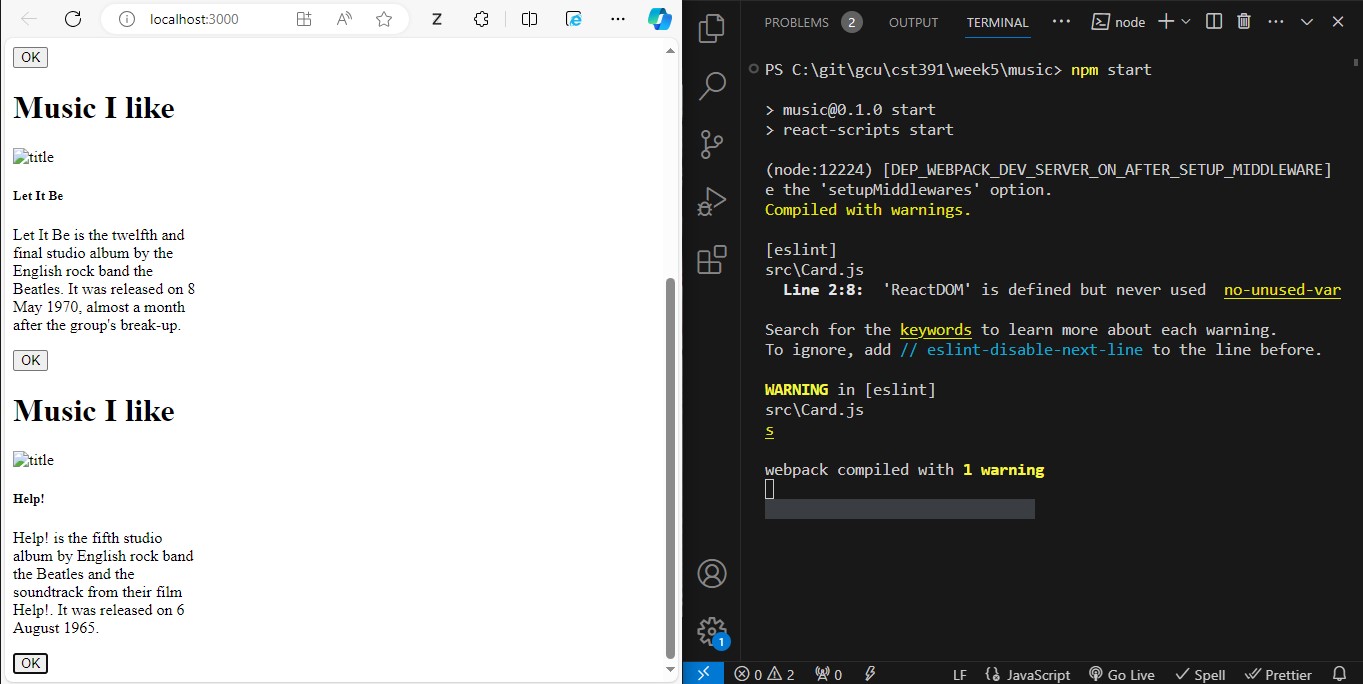 localhost:3000
OK
Music I like
title
Let It Be
Let It Be is the twelfth and
final studio album by the
English rock band the
Beatles. It was released on 8
May 1970, almost a month
after the group's break-up.
OK
Music I like
title
Help!
Help! is the fifth studio
album by English rock band
the Beatles and the
soundtrack from their film
Help!. It was released on 6
August 1965.
OK
PROBLEMS 2 OUTPUT TERMINAL ··· node
PS C:\git\gcu\cst391\week5\music> npm start
> music@0.1.0 start
> react-scripts start
(node:12224) [DEP_WEBPACK_DEV_SERVER_ON_AFTER_SETUP_MIDDLEWARE]
e the 'setupMiddlewares' option.
Compiled with warnings.
[eslint]
src\Card.js
Line 2:8: 'ReactDOM' is defined but never used no-unused-var
Search for the keywords to learn more about each warning.
To ignore, add // eslint-disable-next-line to the line before.
WARNING in [eslint]
src\Card.js
s
webpack compiled with 1 warning
1
0 2 0 LF JavaScript Go Live Spell Prettier